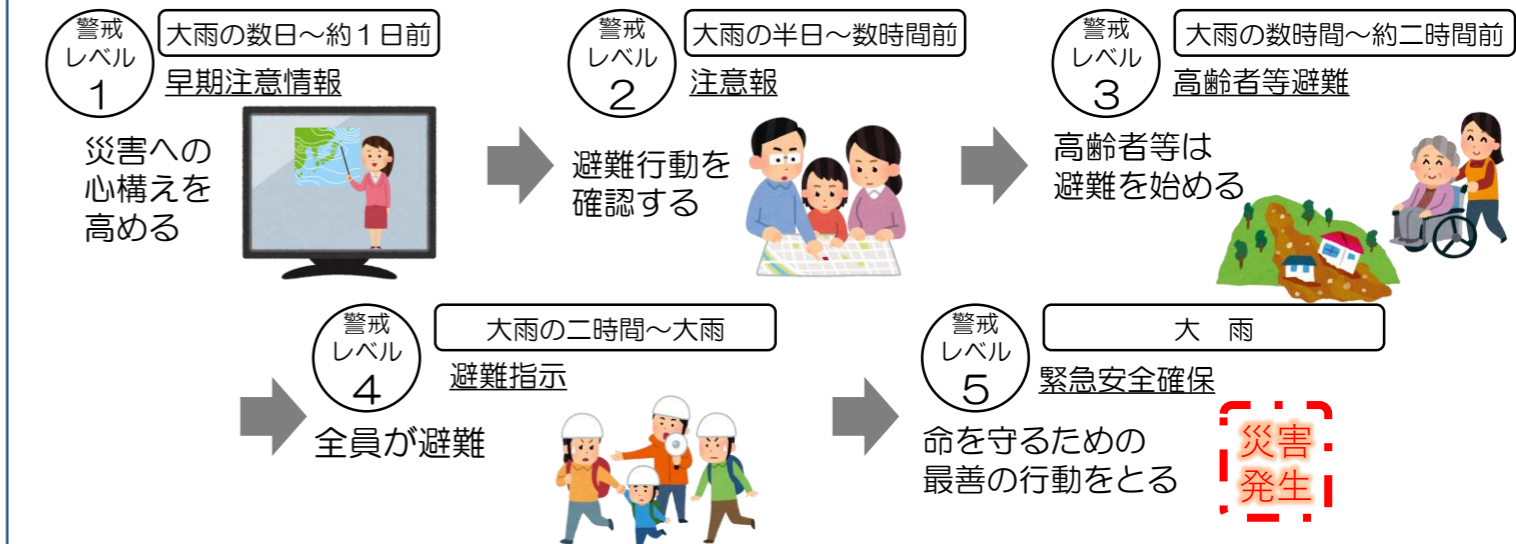 警戒
レベル
1
大雨の数日～約１日前
早期注意情報
災害への
心構えを
高める
警戒
レベル
2
大雨の半日～数時間前
注意報
避難行動を
確認する
警戒
レベル
3
大雨の数時間～約二時間前
高齢者等避難
高齢者等は
避難を始める
警戒
レベル
4
大雨の二時間～大雨
避難指示
全員が避難
警戒
レベル
5
大　雨
緊急安全確保
命を守るための
最善の行動をとる
災害
発生